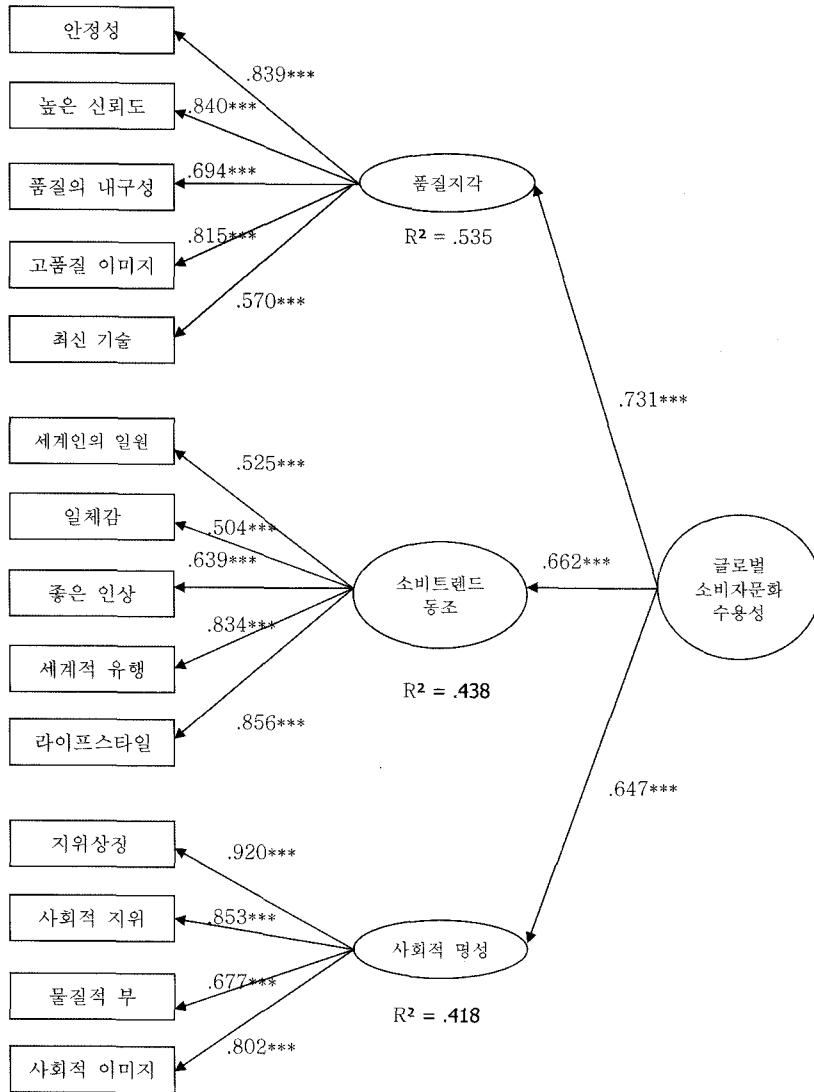 안정성
.839***
높은 신뢰도
.840***
품질의 내구성
.694***
품질지각
고품질 이미지
.815***
R² = .535
최신 기술
.570***
.731***
세계인의 일원
.525***
일체감
.504***
좋은 인상
.639***
소비트랜드
동조
.662***
글로벌
소비자문화
수용성
세계적 유행
.834***
R² = .438
라이프스타일
.856***
.647***
지위상징
.920***
사회적 지위
.853***
사회적 명성
물질적 부
.677***
R² = .418
사회적 이미지
.802***